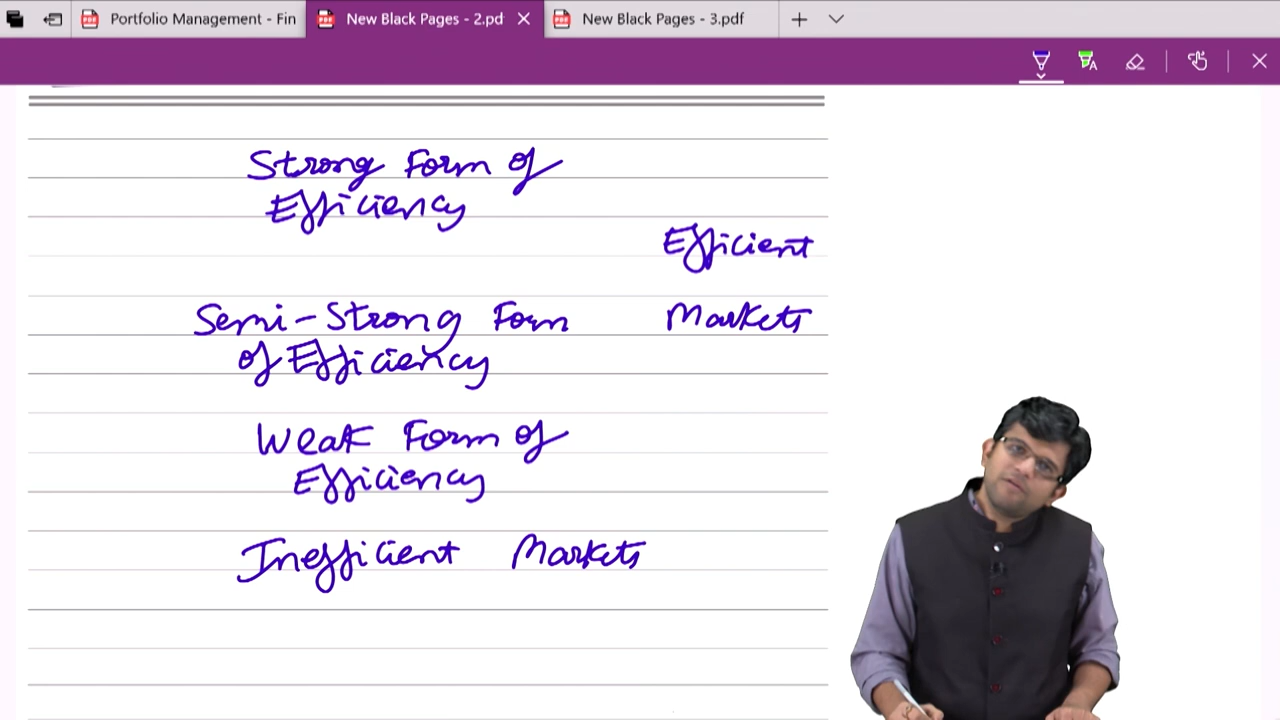 Portfolio Management - Fin
New Black Pages - 2.pd
New Black Pages - 3.pdf
Strong Form of
Efficiency
Efficient
Semi-Strong Form
Markets
of Efficiency
Weak Form of
Efficiency
Inefficient Markets